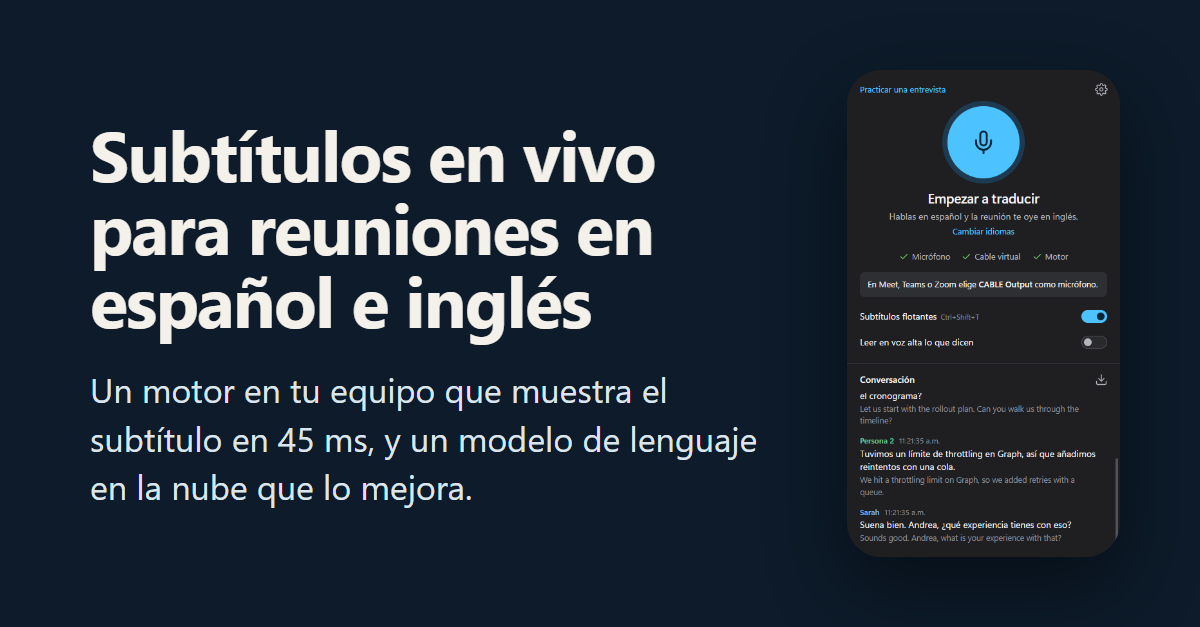 Subtítulos en vivo
para reuniones en
español e inglés
Un motor en tu equipo que muestra el
subtítulo en 45 ms, y un modelo de lenguaje
en la nube que lo mejora.
Practicar una entrevista
Empezar a traducir
Hablas en español y la reunión te oye en inglés.
Cambiar idiomas
Micrófono Cable virtual Motor
En Meet, Teams o Zoom elige CABLE Output como micrófono.
Subtítulos flotantes Ctrl+Shift+T
Leer en voz alta lo que dicen
Conversación
el cronograma?
Let us start with the rollout plan. Can you walk us through the
timeline?
Persona 2 11:21:35 a.m.
Tuvimos un límite de throttling en Graph, así que añadimos
reintentos con una cola.
We hit a throttling limit on Graph, so we added retries with a
queue.
Sarah 11:21:35 a.m.
Suena bien. Andrea, ¿qué experiencia tienes con eso?
Sounds good. Andrea, what is your experience with that?